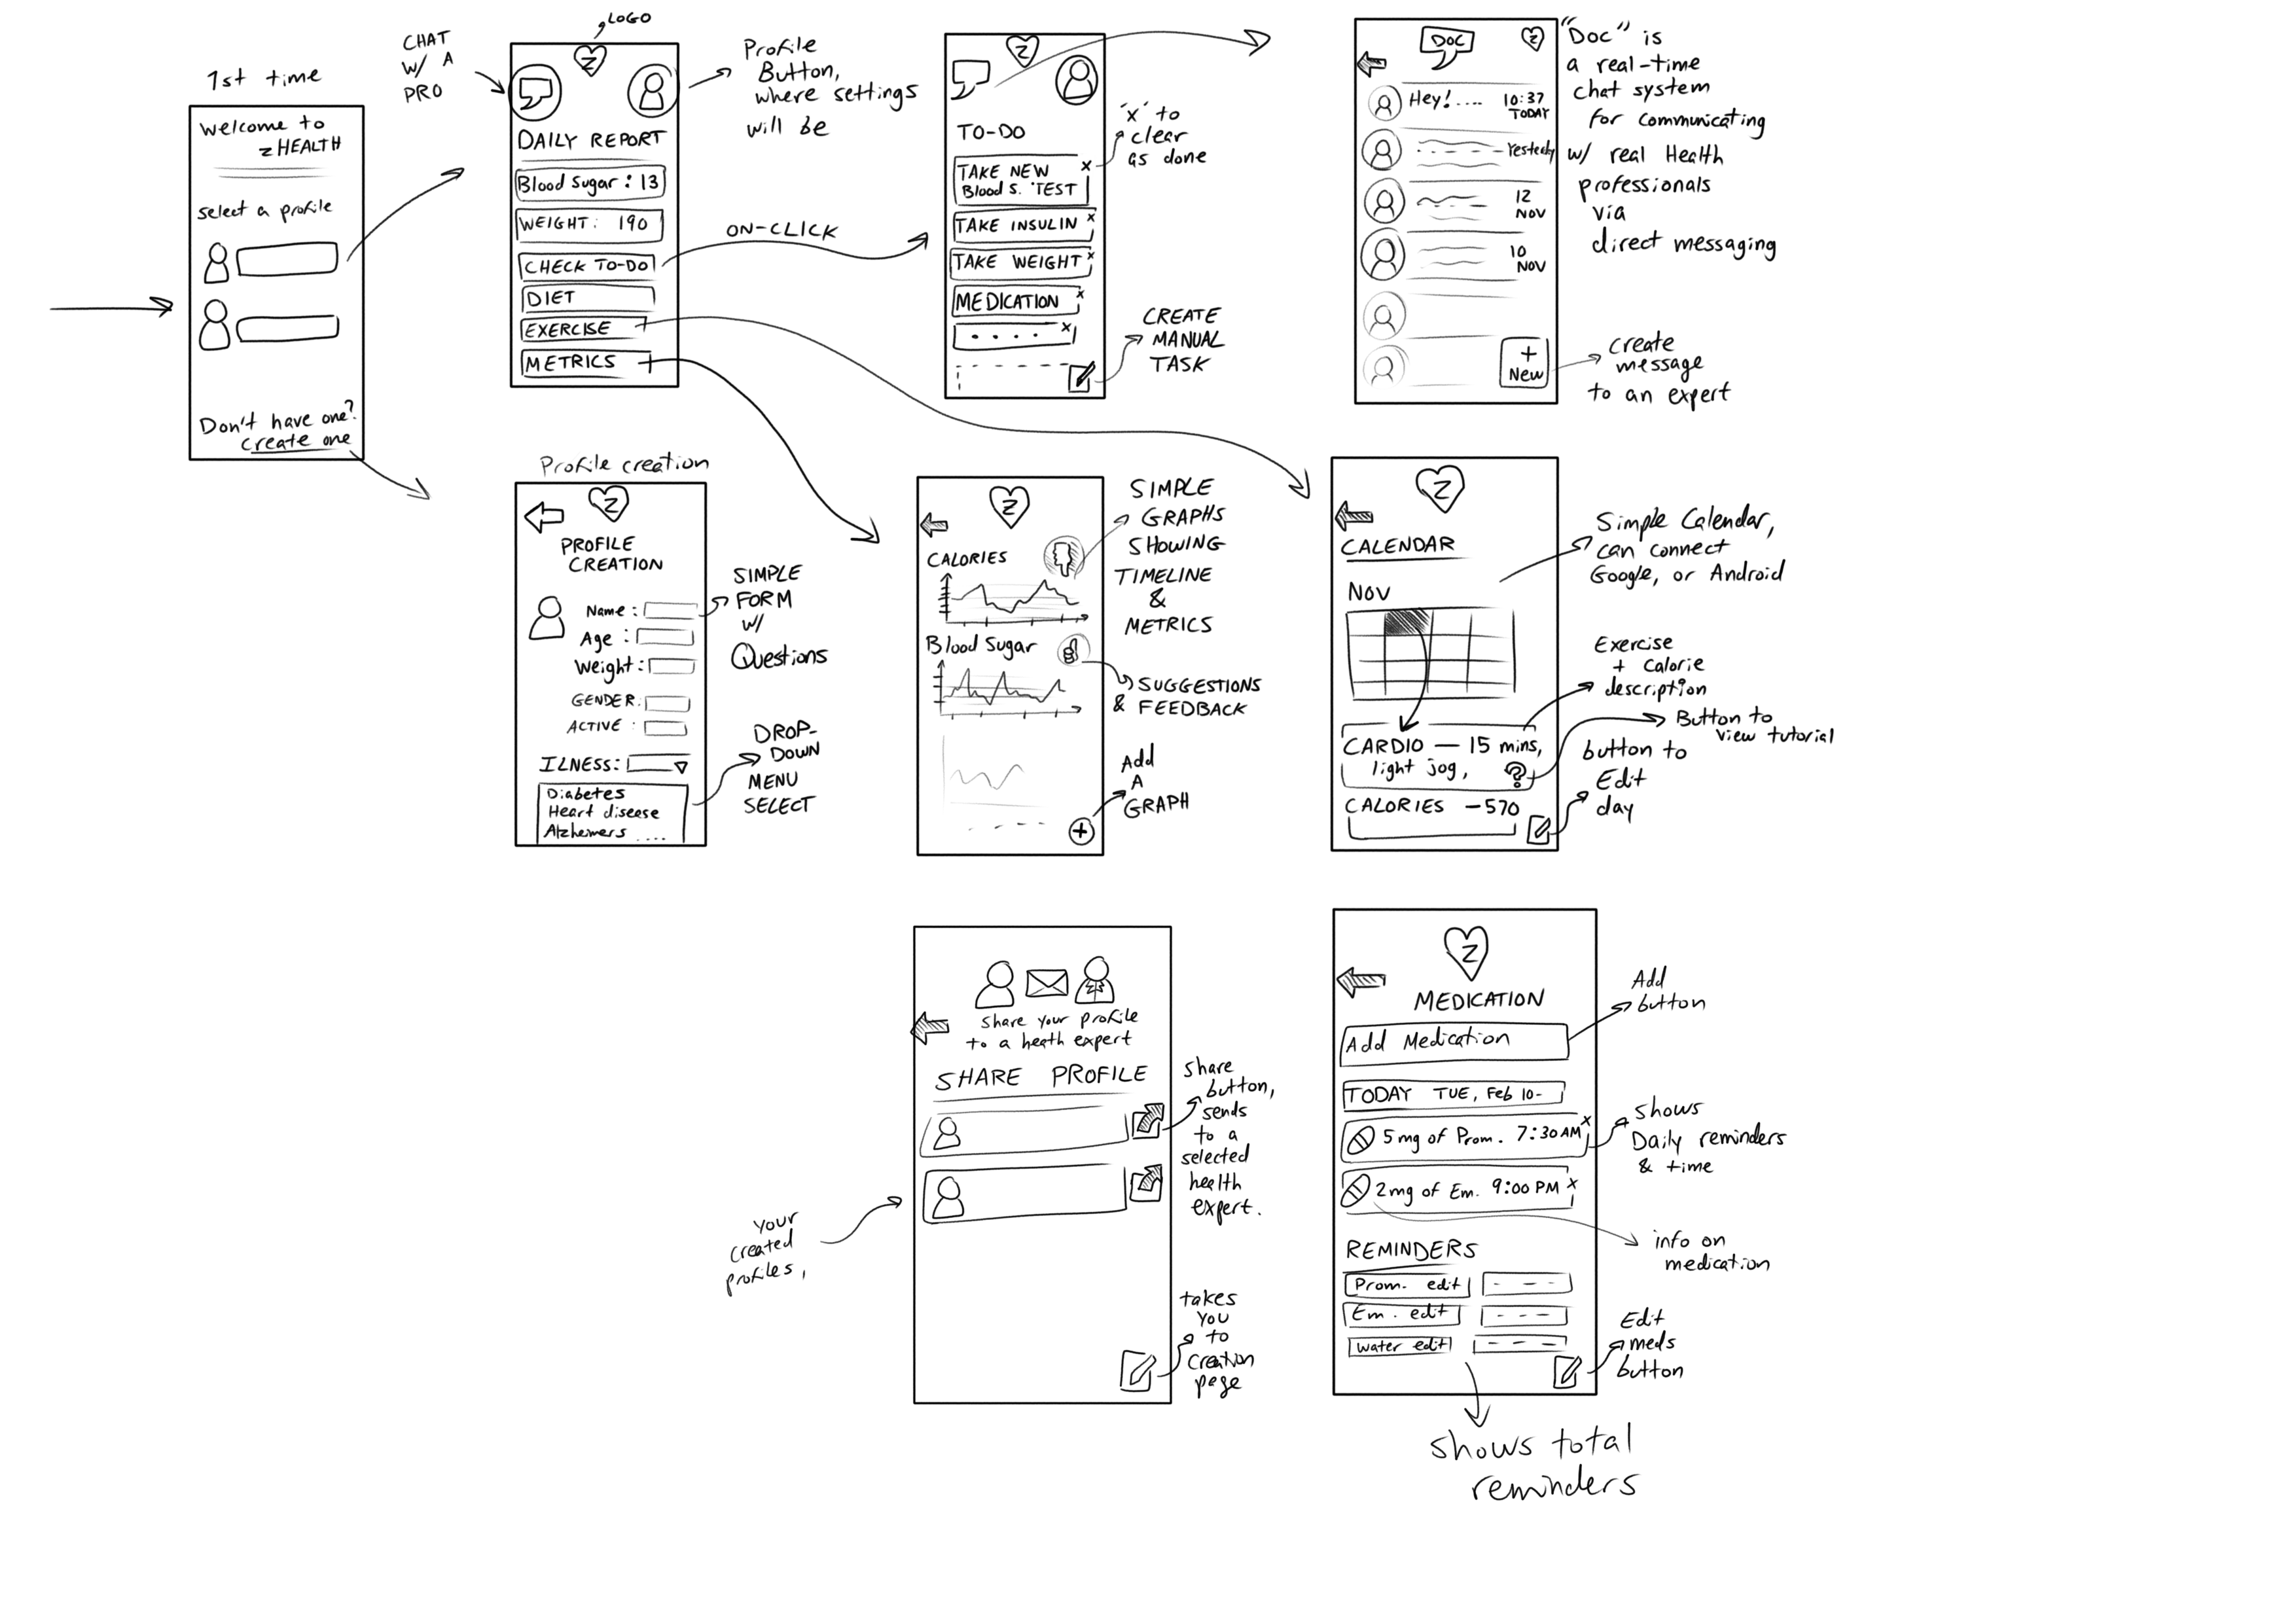 1st time
Welcome to
z HEALTH
select a profile
Don't have one?
create one
CHAT
W/ A
PRO
LOGO
Z
DAILY REPORT
Blood Sugar : 13
WEIGHT: 190
CHECK TO-DO
DIET
EXERCISE
METRICS
Profile
Button,
where settings
will be
ON-CLICK
Z
TO-DO
TAKE NEW x
Blood S. TEST
TAKE INSULIN x
TAKE WEIGHT x
MEDICATION x
. . . . x
"x" to
clear
as done
CREATE
MANUAL
TASK
DOC
Z
Hey!.... 10:37
TODAY
Yesterdy
12
NOV
10
NOV
+
New
"Doc" is
a real-time
chat system
for communicating
w/ real Health
professionals
via
direct messaging
create
message
to an expert
Profile creation
Z
PROFILE
CREATION
Name :
Age :
Weight :
GENDER:
ACTIVE :
ILNESS:
Diabetes
Heart disease
Alzheimers ....
SIMPLE
FORM
W/
Questions
DROP-
DOWN
MENU
SELECT
Z
CALORIES
Blood Sugar
+
SIMPLE
GRAPHS
SHOWING
TIMELINE
&
METRICS
SUGGESTIONS
& FEEDBACK
Add
A
GRAPH
Z
CALENDAR
NOV
CARDIO — 15 mins,
light jog, ?
CALORIES -570
Simple Calendar,
can connect
Google, or Android
Exercise
+ calorie
description
Button to
view tutorial
button to
Edit
day
share your profile
to a heath expert
SHARE PROFILE
share
button,
sends
to a
selected
health
expert.
your
created
profiles,
takes
you
to
creation
page
Z
MEDICATION
Add Medication
TODAY TUE, Feb 10-
5mg of Prom. 7:30 AM x
2mg of Em. 9:00 PM x
REMINDERS
Prom. edit - - -
Em. edit - - -
water edit - - -
Add
button
shows
Daily reminders
& time
info on
medication
Edit
meds
button
shows total
reminders